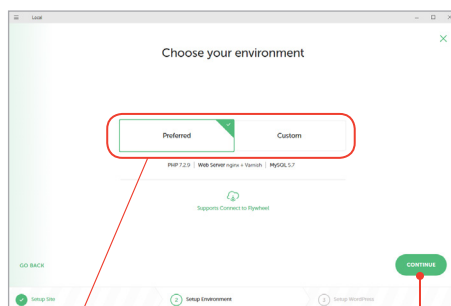 Local
Choose your environment
Preferred Custom
PHP 7.2.9 | Web Server nginx + Varnish | MySQL 5.7
Supports Connect to Flywheel
GO BACK
CONTINUE
Setup Site 2 Setup Environment 3 Setup WordPress